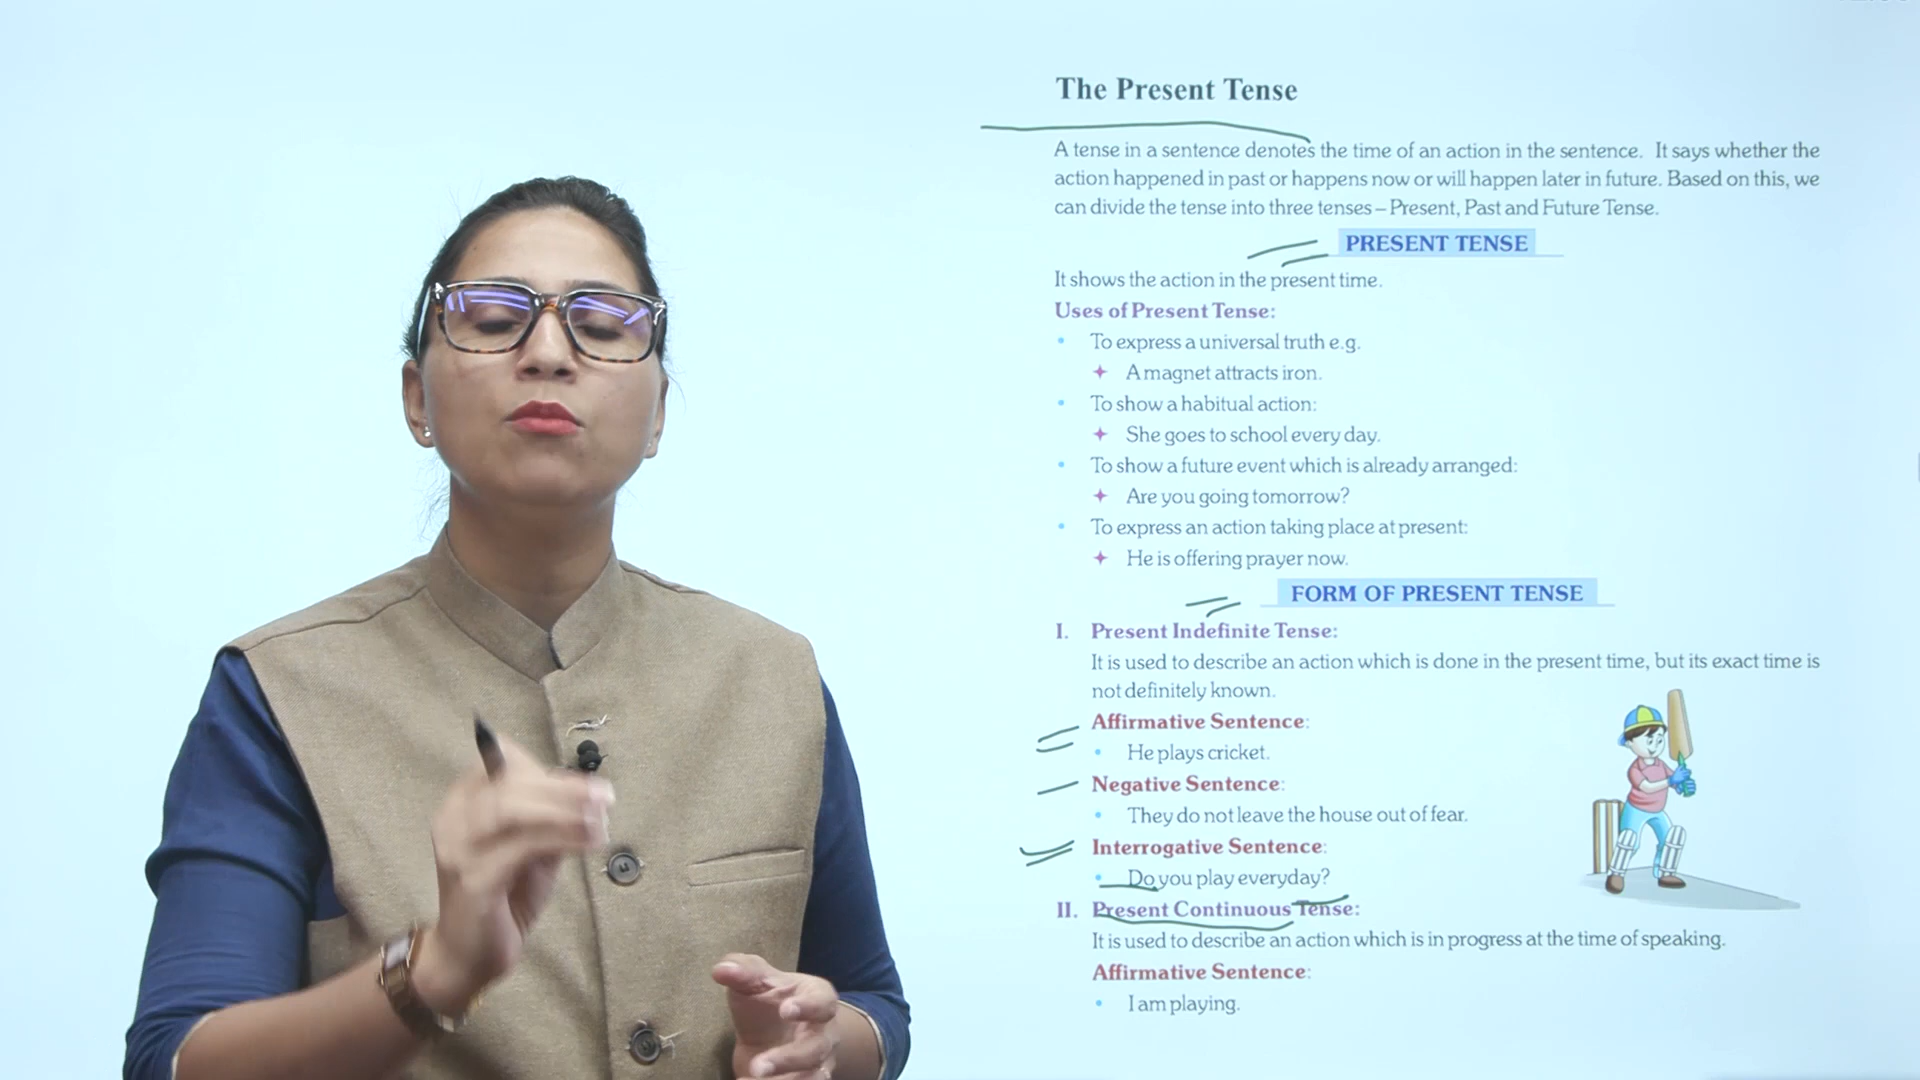 The Present Tense
A tense in a sentence denotes the time of an action in the sentence. It says whether the
action happened in past or happens now or will happen later in future. Based on this, we
can divide the tense into three tenses – Present, Past and Future Tense.
PRESENT TENSE
It shows the action in the present time.
Uses of Present Tense:
• To express a universal truth e.g.
✦ A magnet attracts iron.
• To show a habitual action:
✦ She goes to school every day.
• To show a future event which is already arranged:
✦ Are you going tomorrow?
• To express an action taking place at present:
✦ He is offering prayer now.
FORM OF PRESENT TENSE
I. Present Indefinite Tense:
It is used to describe an action which is done in the present time, but its exact time is
not definitely known.
Affirmative Sentence:
• He plays cricket.
Negative Sentence:
• They do not leave the house out of fear.
Interrogative Sentence:
• Do you play everyday?
II. Present Continuous Tense:
It is used to describe an action which is in progress at the time of speaking.
Affirmative Sentence:
• I am playing.